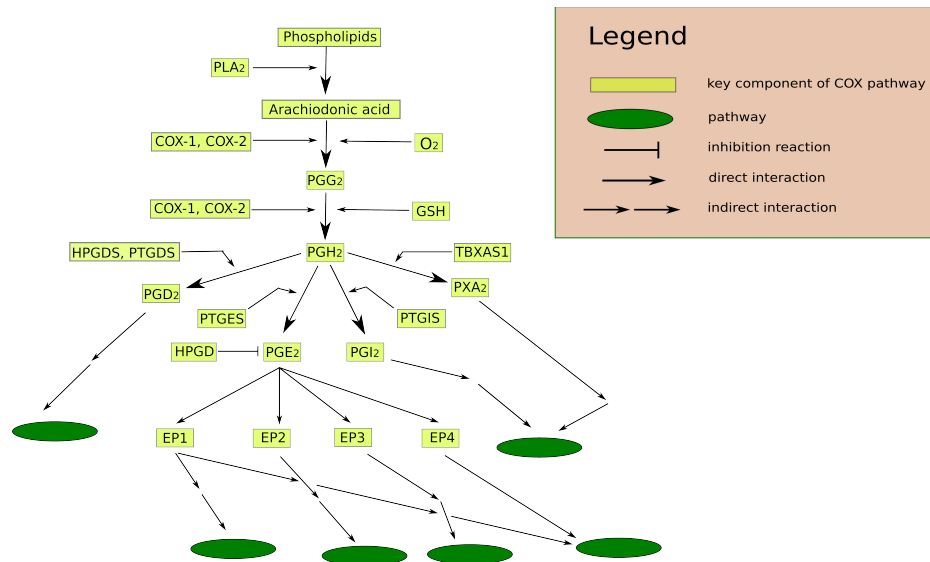 Phospholipids
PLA2
Arachiodonic acid
COX-1, COX-2
O2
PGG2
COX-1, COX-2
GSH
HPGDS, PTGDS
PGH2
TBXAS1
PGD2
PXA2
PTGES
PTGIS
HPGD
PGE2
PGI2
EP1
EP2
EP3
EP4
Legend
key component of COX pathway
pathway
inhibition reaction
direct interaction
indirect interaction